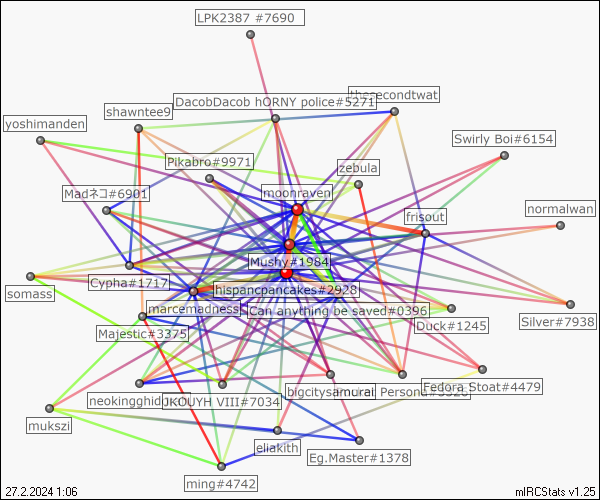 LPK2387 #7690
DacobDacob hORNY police#5271
thesecondtwat
shawntee9
yoshimanden
Swirly Boi#6154
Pikabro#9971
zebula
Madネコ#6901
moonraven
frisout
normalwan
Mushy#1984
Cypha#1717
hispancpancakes#2928
somass
marcemadness
Can anything be saved#0396
Silver#7938
Majestic#3375
Duck#1245
bigcitysamurai
Fedora Stoat#4479
neokingghidorah
JKOUYH VIII#7034
mukszi
eliakith
Eg.Master#1378
ming#4742
27.2.2024 1:06
mIRCStats v1.25